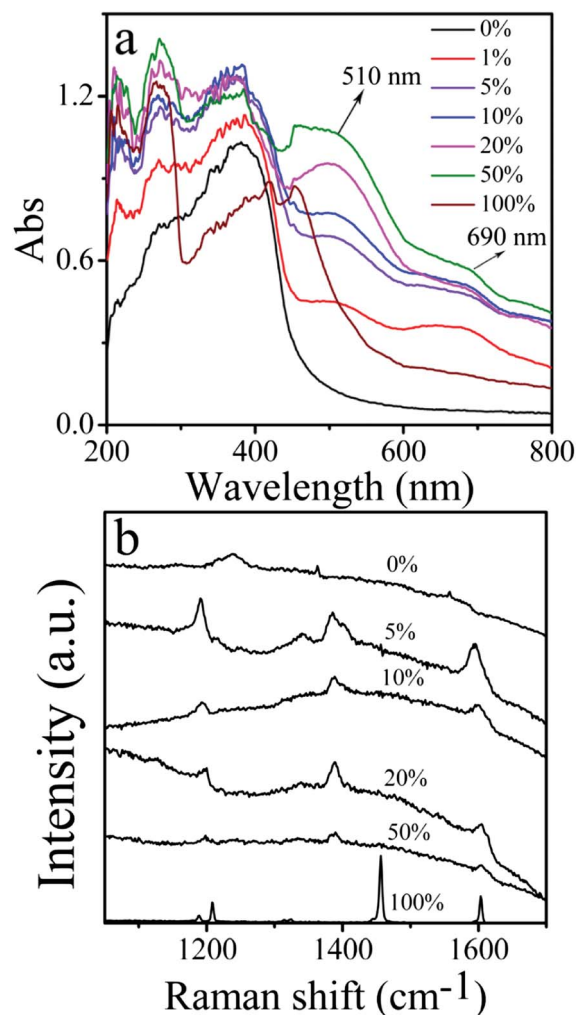 a
0%
1%
5%
10%
20%
50%
100%
510 nm
690 nm
Abs
1.2
0.6
0.0
200 400 600 800
Wavelength (nm)
b
0%
5%
10%
20%
50%
100%
Intensity (a.u.)
1200 1400 1600
Raman shift (cm-1)